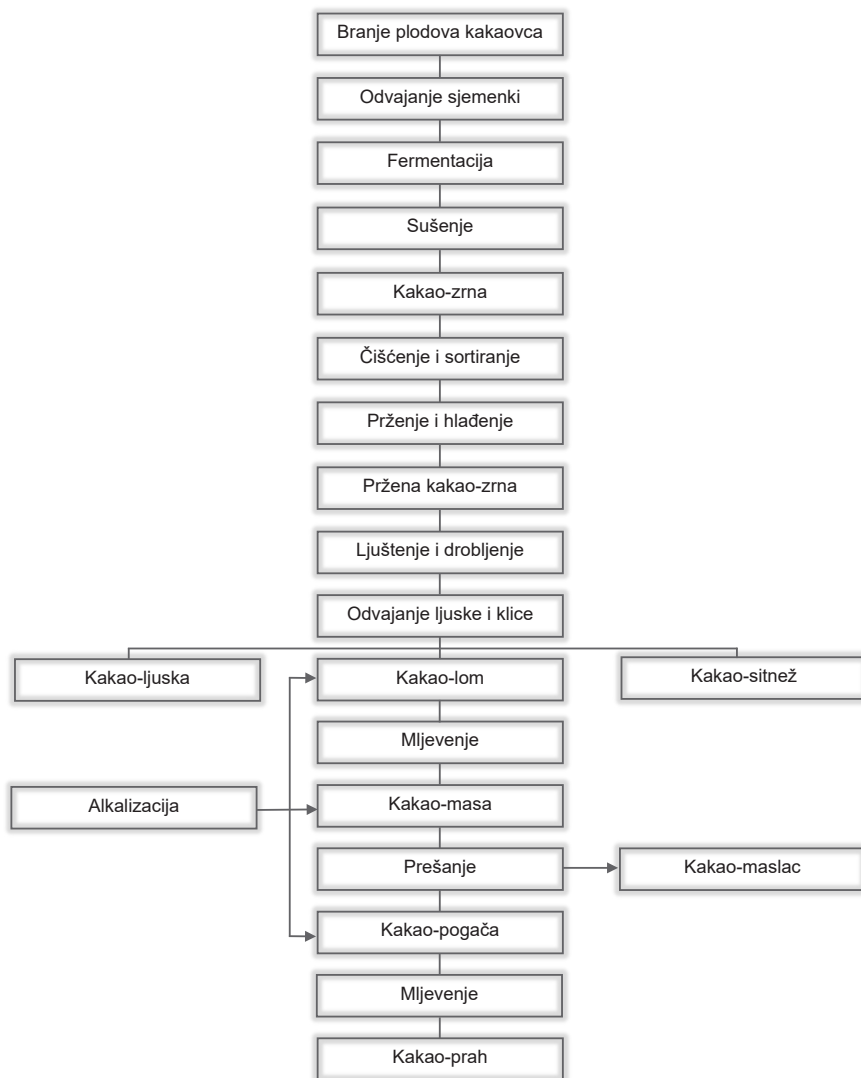 Branje plodova kakaovca
Odvajanje sjemenki
Fermentacija
Sušenje
Kakao-zrna
Čišćenje i sortiranje
Prženje i hlađenje
Pržena kakao-zrna
Ljuštenje i drobljenje
Odvajanje ljuske i klice
Kakao-ljuska
Kakao-lom
Kakao-sitnež
Mljevenje
Alkalizacija
Kakao-masa
Prešanje
Kakao-maslac
Kakao-pogača
Mljevenje
Kakao-prah